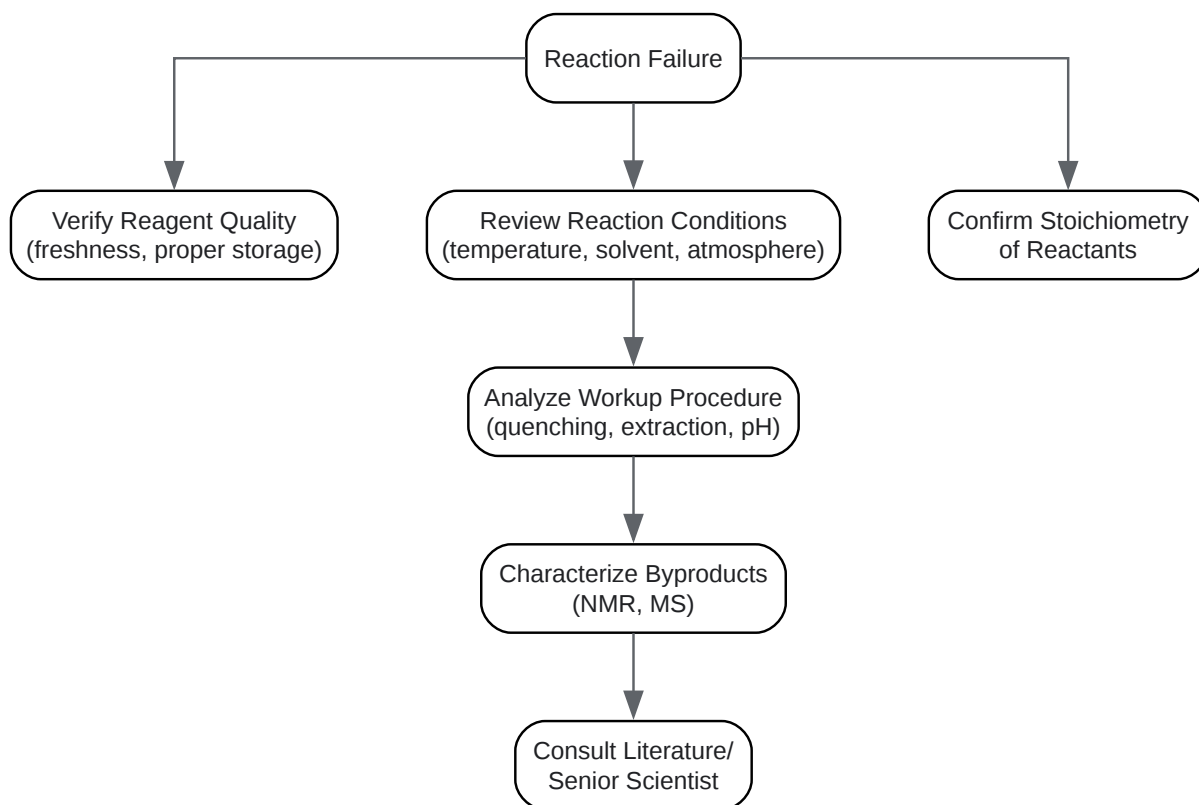 Reaction Failure
Verify Reagent Quality
(freshness, proper storage)
Review Reaction Conditions
(temperature, solvent, atmosphere)
Confirm Stoichiometry
of Reactants
Analyze Workup Procedure
(quenching, extraction, pH)
Characterize Byproducts
(NMR, MS)
Consult Literature/
Senior Scientist